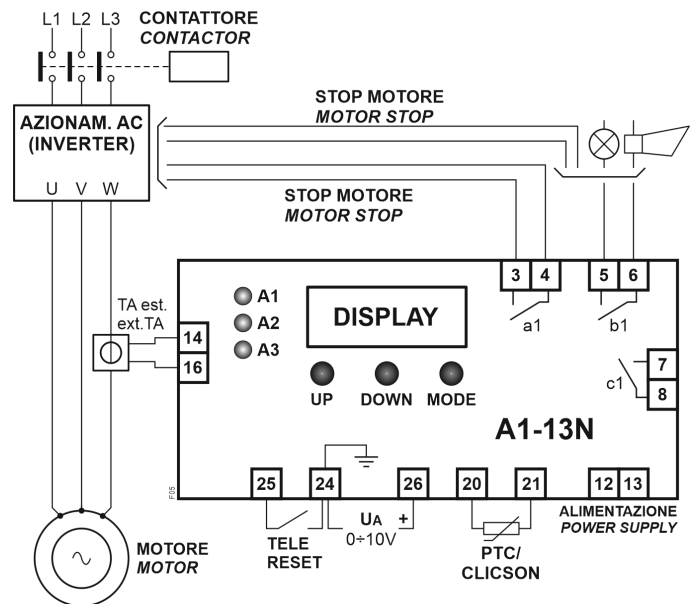 L1 L2 L3
CONTATTORE
CONTACTOR
AZIONAM. AC
(INVERTER)
U V W
STOP MOTORE
MOTOR STOP
STOP MOTORE
MOTOR STOP
3 4 5 6
a1 b1
A1
A2
A3
DISPLAY
UP DOWN MODE
TA est.
ext.TA
14
16
7
8
c1
A1-13N
F05
25 24 26 20 21 12 13
TELE
RESET
UA +
0÷10V
PTC/
CLICSON
ALIMENTAZIONE
POWER SUPPLY
MOTORE
MOTOR